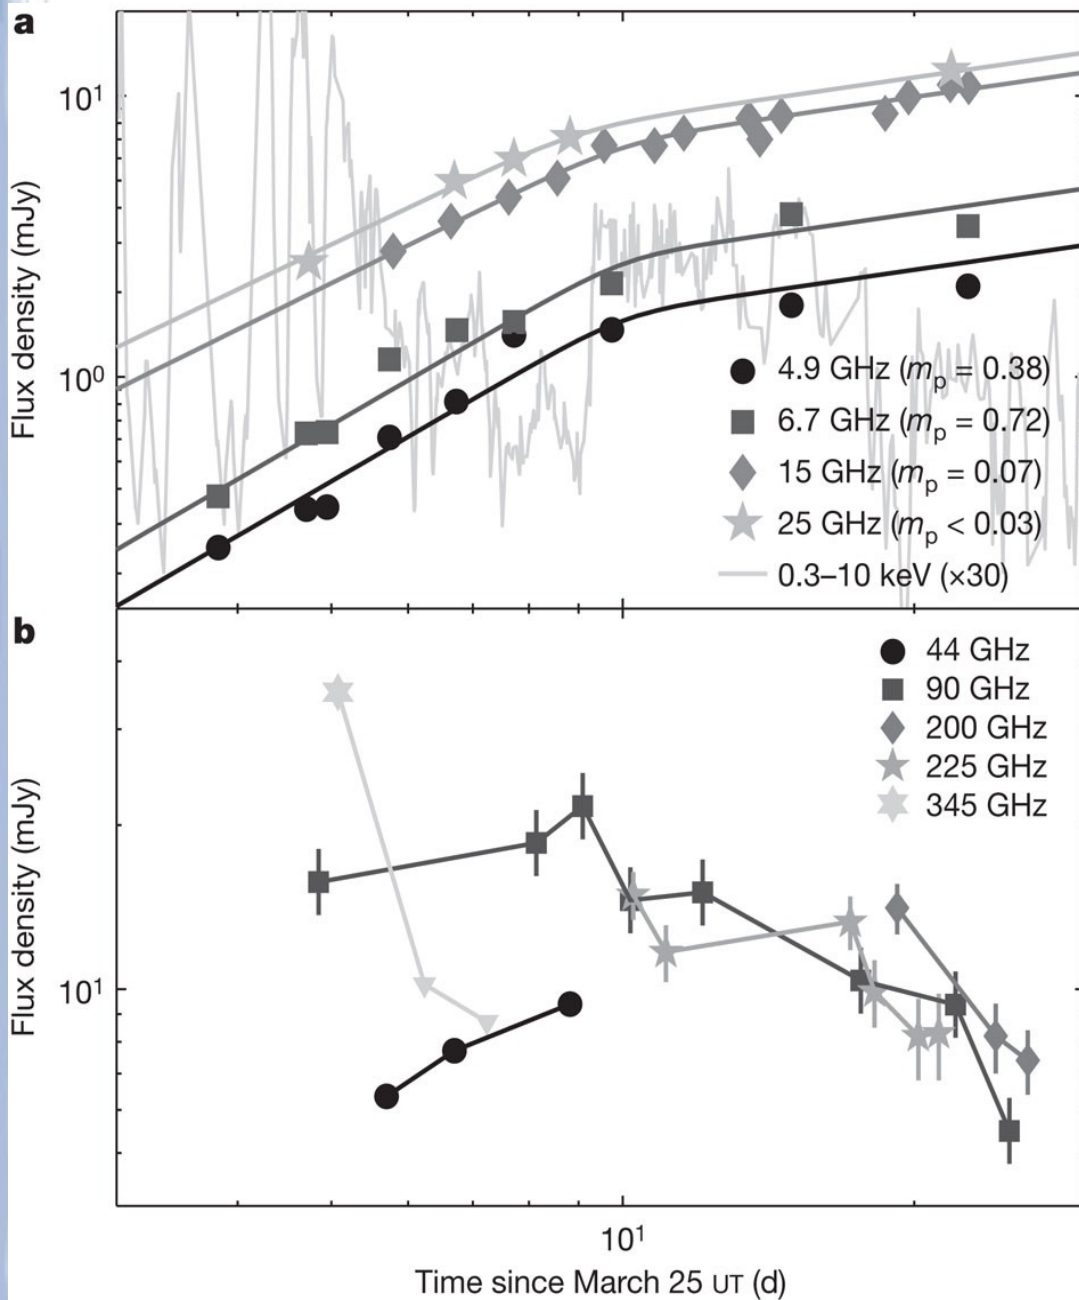 a
10¹
10⁰
Flux density (mJy)
4.9 GHz (mₚ = 0.38)
6.7 GHz (mₚ = 0.72)
15 GHz (mₚ = 0.07)
25 GHz (mₚ < 0.03)
0.3–10 keV (×30)
b
44 GHz
90 GHz
200 GHz
225 GHz
345 GHz
Flux density (mJy)
10¹
10¹
Time since March 25 UT (d)